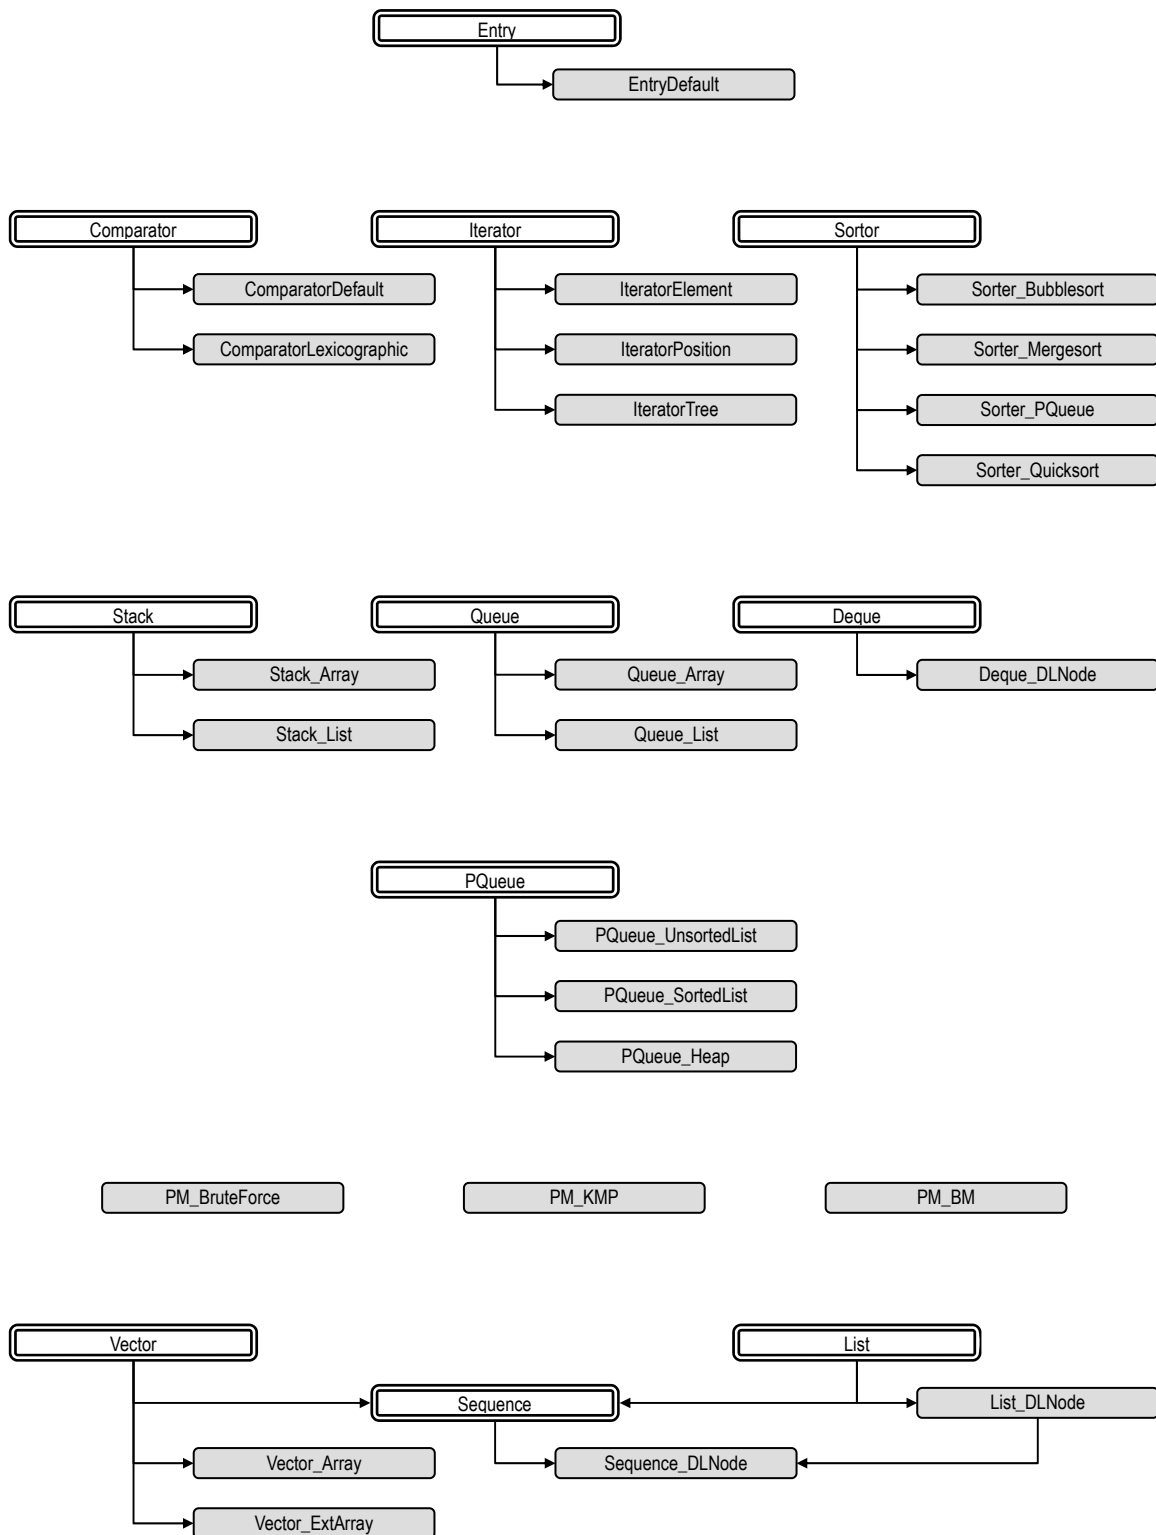 Entry
EntryDefault
Comparator
Iterator
Sortor
ComparatorDefault
IteratorElement
Sorter_Bubblesort
ComparatorLexicographic
IteratorPosition
Sorter_Mergesort
IteratorTree
Sorter_PQueue
Sorter_Quicksort
Stack
Queue
Deque
Stack_Array
Queue_Array
Deque_DLNode
Stack_List
Queue_List
PQueue
PQueue_UnsortedList
PQueue_SortedList
PQueue_Heap
PM_BruteForce
PM_KMP
PM_BM
Vector
List
Sequence
List_DLNode
Vector_Array
Sequence_DLNode
Vector_ExtArray